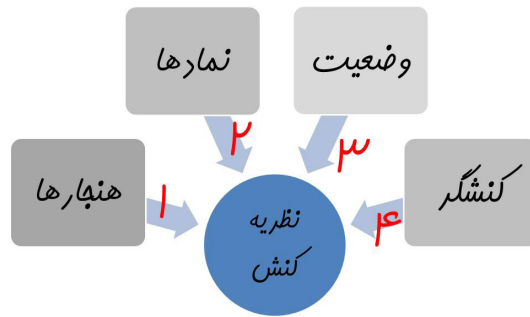 وضعیت
نمادها
۳
۲
کنشگر
هنجارها
۴
۱
نظریه
کنش